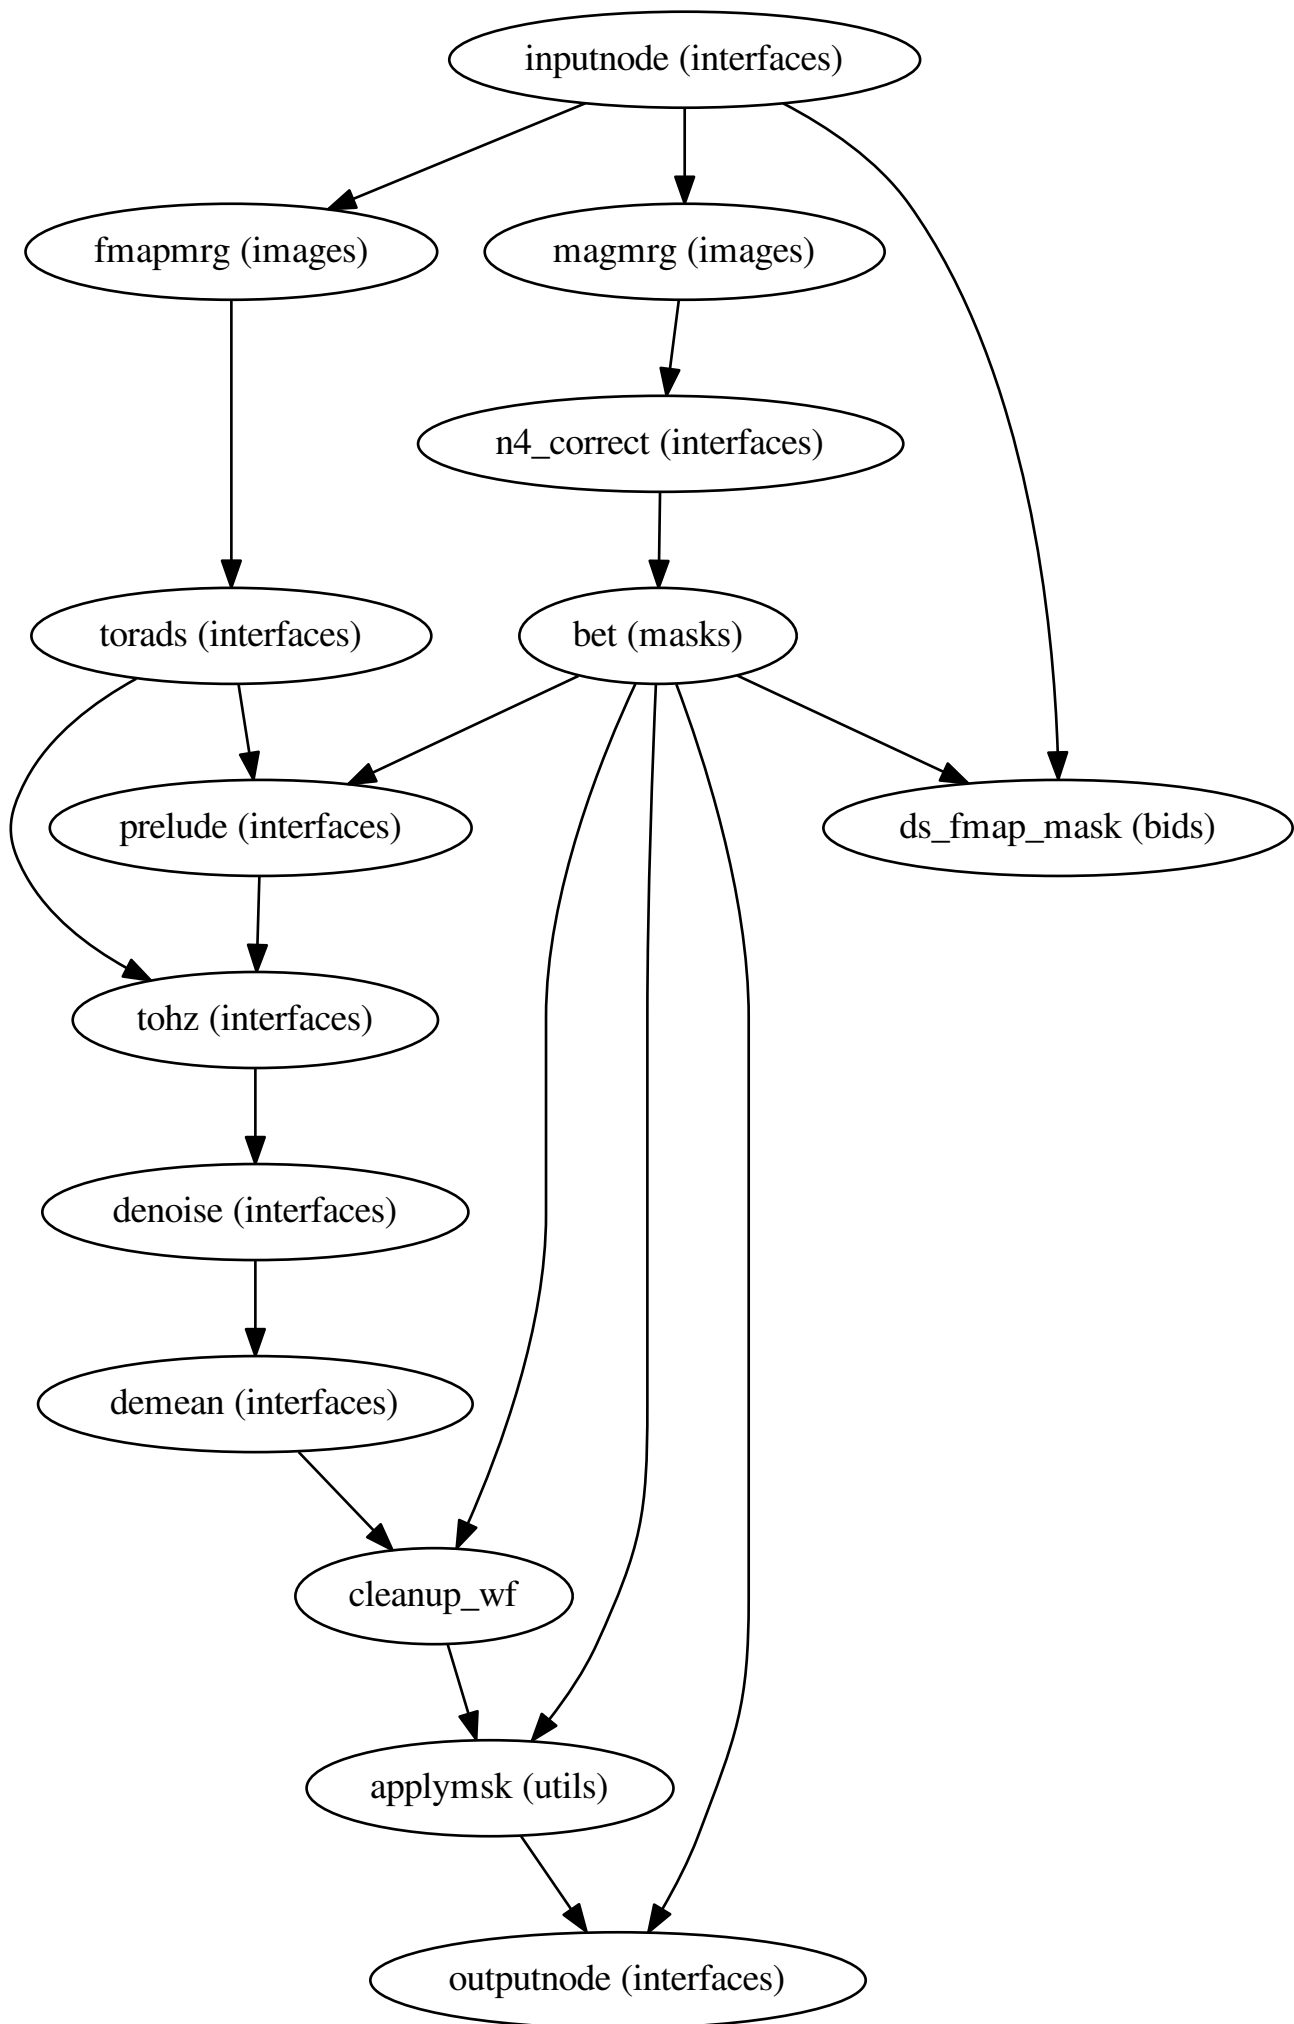 inputnode (interfaces)
fmapmrg (images)
magmrg (images)
n4_correct (interfaces)
torads (interfaces)
bet (masks)
prelude (interfaces)
ds_fmap_mask (bids)
tohz (interfaces)
denoise (interfaces)
demean (interfaces)
cleanup_wf
applymsk (utils)
outputnode (interfaces)